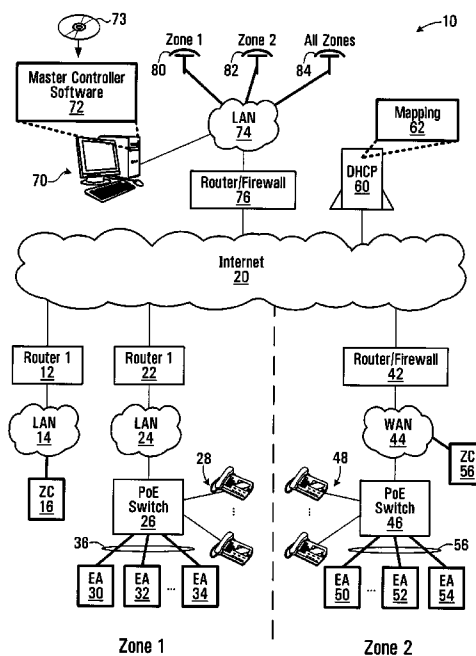 73
10
Zone 1
Zone 2
All Zones
80
82
84
Master Controller
Software
72
LAN
74
Mapping
62
70
Router/Firewall
76
DHCP
60
Internet
20
Router 1
12
Router 1
22
Router/Firewall
42
LAN
14
LAN
24
WAN
44
ZC
16
28
48
ZC
56
PoE
Switch
26
PoE
Switch
46
36
56
EA
30
EA
32
...
EA
34
EA
50
...
EA
52
EA
54
Zone 1
Zone 2